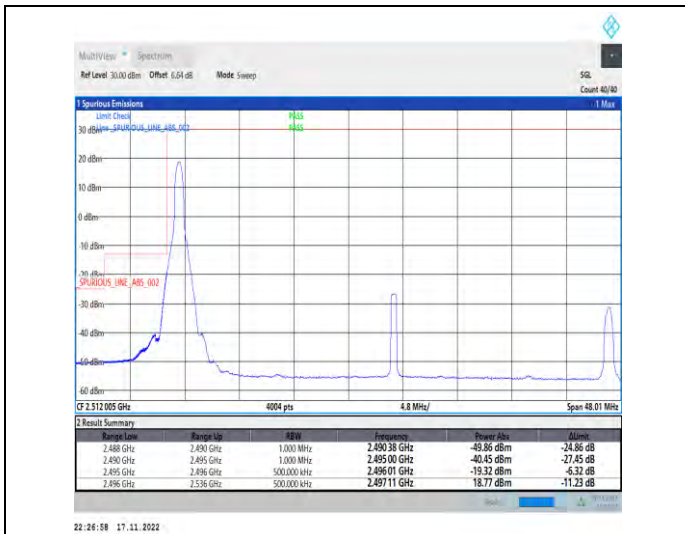 MultiView Spectrum
Ref Level 30.00 dBm Offset 6.64 dB Mode Sweep SGL
Count 40/40
1 Spurious Emissions 1 Max
Limit Check PASS
30 dBm Line _SPURIOUS_LINE_ABS_002 PASS
20 dBm
10 dBm
0 dBm
-10 dBm
-20 dBm
_SPURIOUS_LINE_ABS_002
-30 dBm
-40 dBm
-50 dBm
-60 dBm
CF 2.512 005 GHz 4004 pts 4.8 MHz/ Span 48.01 MHz
2 Result Summary
Range Low Range Up RBW Frequency Power Abs ΔLimit
2.488 GHz 2.490 GHz 1.000 MHz 2.490 38 GHz -49.86 dBm -24.86 dB
2.490 GHz 2.495 GHz 1.000 MHz 2.495 00 GHz -40.45 dBm -27.45 dB
2.495 GHz 2.496 GHz 500.000 kHz 2.496 01 GHz -19.32 dBm -6.32 dB
2.496 GHz 2.536 GHz 500.000 kHz 2.497 11 GHz 18.77 dBm -11.23 dB
22:26:58 17.11.2022